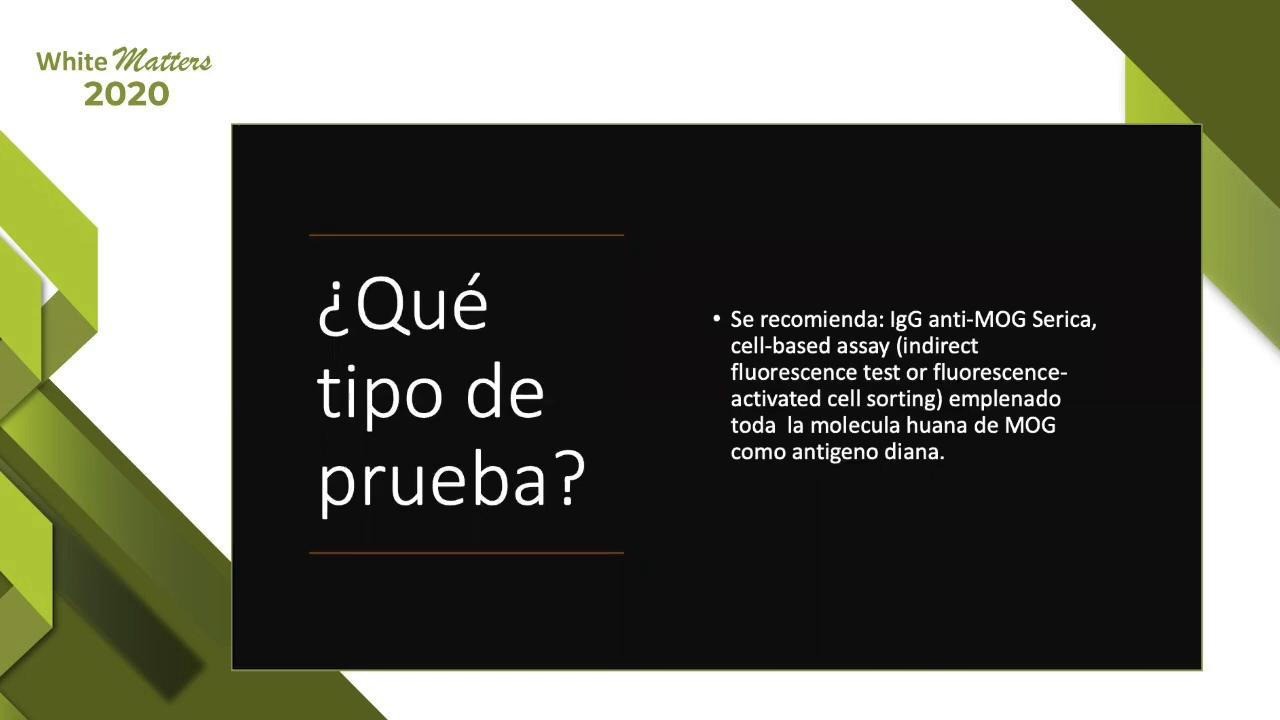 White Matters
2020
¿Qué
tipo de
prueba?
• Se recomienda: IgG anti-MOG Serica,
cell-based assay (indirect
fluorescence test or fluorescence-
activated cell sorting) emplenado
toda  la molecula huana de MOG
como antigeno diana.